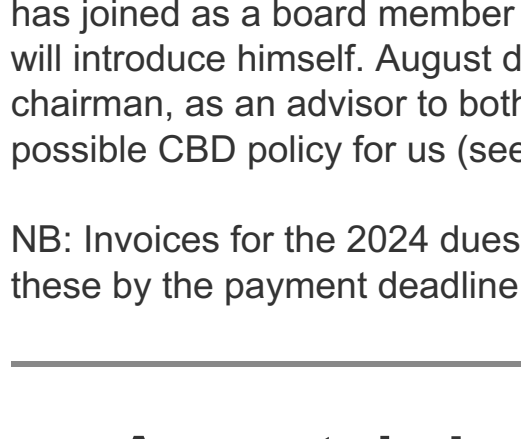 has joined as a board member
will introduce himself. August d
chairman, as an advisor to both
possible CBD policy for us (see
NB: Invoices for the 2024 dues
these by the payment deadline